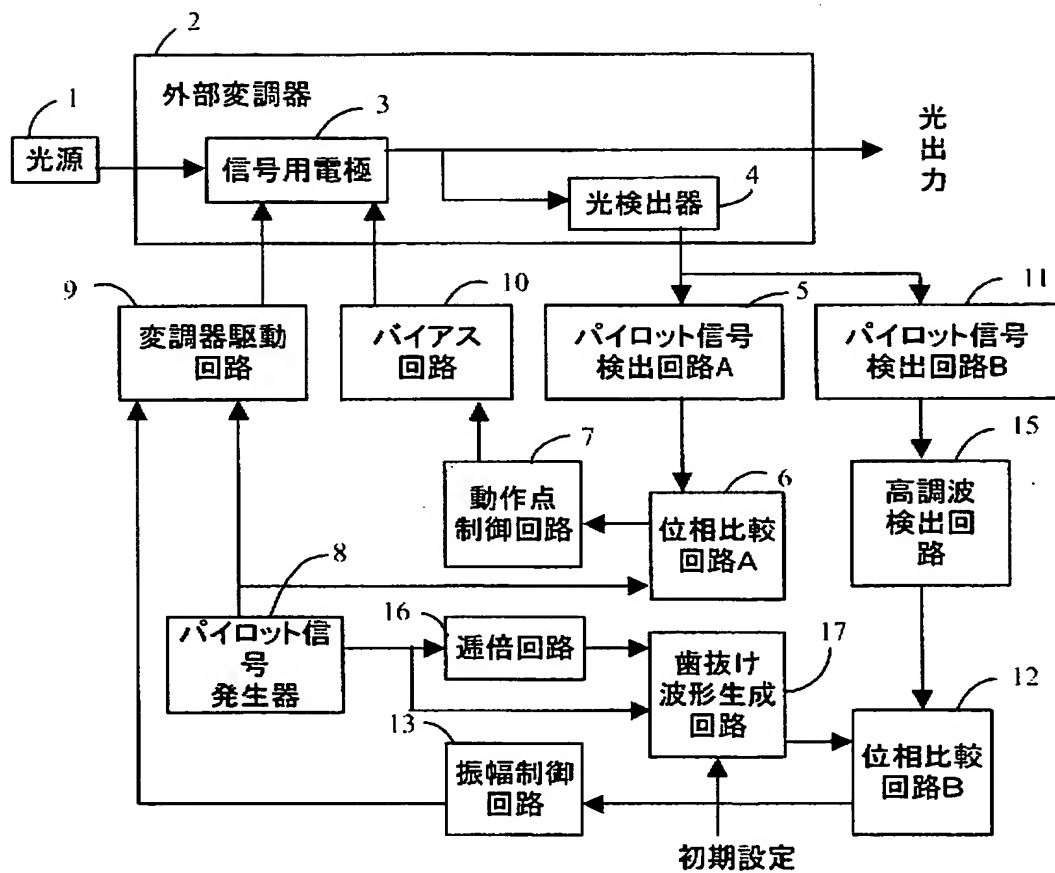 2
外部変調器
1
光源
3
信号用電極
光
出
力
4
光検出器
9
変調器駆動
回路
10
バイアス
回路
5
パイロット信号
検出回路A
11
パイロット信号
検出回路B
7
動作点
制御回路
6
位相比較
回路A
15
高調波
検出回
路
8
パイロット信
号
発生器
16
逓倍回路
17
歯抜け
波形生成
回路
12
位相比較
回路B
13
振幅制御
回路
初期設定